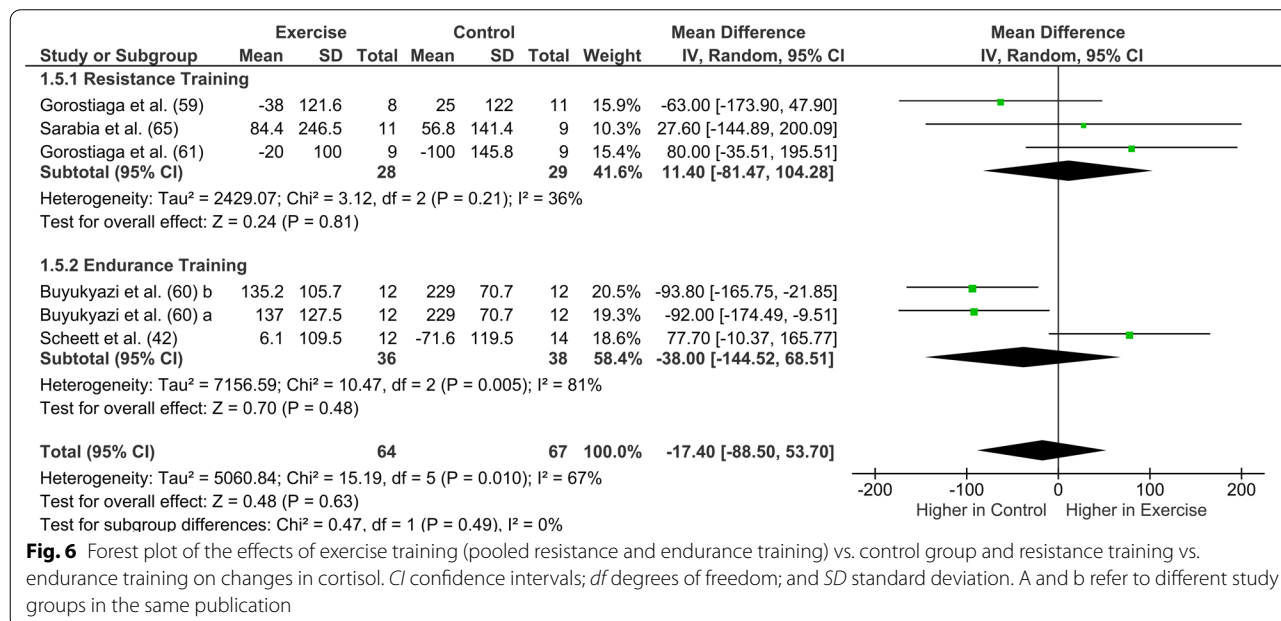 Exercise Control Mean Difference Mean Difference
Study or Subgroup Mean SD Total Mean SD Total Weight IV, Random, 95% CI IV, Random, 95% CI
1.5.1 Resistance Training
Gorostiaga et al. (59) -38 121.6 8 25 122 11 15.9% -63.00 [-173.90, 47.90]
Sarabia et al. (65) 84.4 246.5 11 56.8 141.4 9 10.3% 27.60 [-144.89, 200.09]
Gorostiaga et al. (61) -20 100 9 -100 145.8 9 15.4% 80.00 [-35.51, 195.51]
Subtotal (95% CI) 28 29 41.6% 11.40 [-81.47, 104.28]
Heterogeneity: Tau² = 2429.07; Chi² = 3.12, df = 2 (P = 0.21); I² = 36%
Test for overall effect: Z = 0.24 (P = 0.81)
1.5.2 Endurance Training
Buyukyazi et al. (60) b 135.2 105.7 12 229 70.7 12 20.5% -93.80 [-165.75, -21.85]
Buyukyazi et al. (60) a 137 127.5 12 229 70.7 12 19.3% -92.00 [-174.49, -9.51]
Scheett et al. (42) 6.1 109.5 12 -71.6 119.5 14 18.6% 77.70 [-10.37, 165.77]
Subtotal (95% CI) 36 38 58.4% -38.00 [-144.52, 68.51]
Heterogeneity: Tau² = 7156.59; Chi² = 10.47, df = 2 (P = 0.005); I² = 81%
Test for overall effect: Z = 0.70 (P = 0.48)
Total (95% CI) 64 67 100.0% -17.40 [-88.50, 53.70]
Heterogeneity: Tau² = 5060.84; Chi² = 15.19, df = 5 (P = 0.010); I² = 67%
Test for overall effect: Z = 0.48 (P = 0.63)
Test for subgroup differences: Chi² = 0.47, df = 1 (P = 0.49), I² = 0%
-200 -100 0 100 200
Higher in Control Higher in Exercise
Fig. 6 Forest plot of the effects of exercise training (pooled resistance and endurance training) vs. control group and resistance training vs.
endurance training on changes in cortisol. CI confidence intervals; df degrees of freedom; and SD standard deviation. A and b refer to different study
groups in the same publication